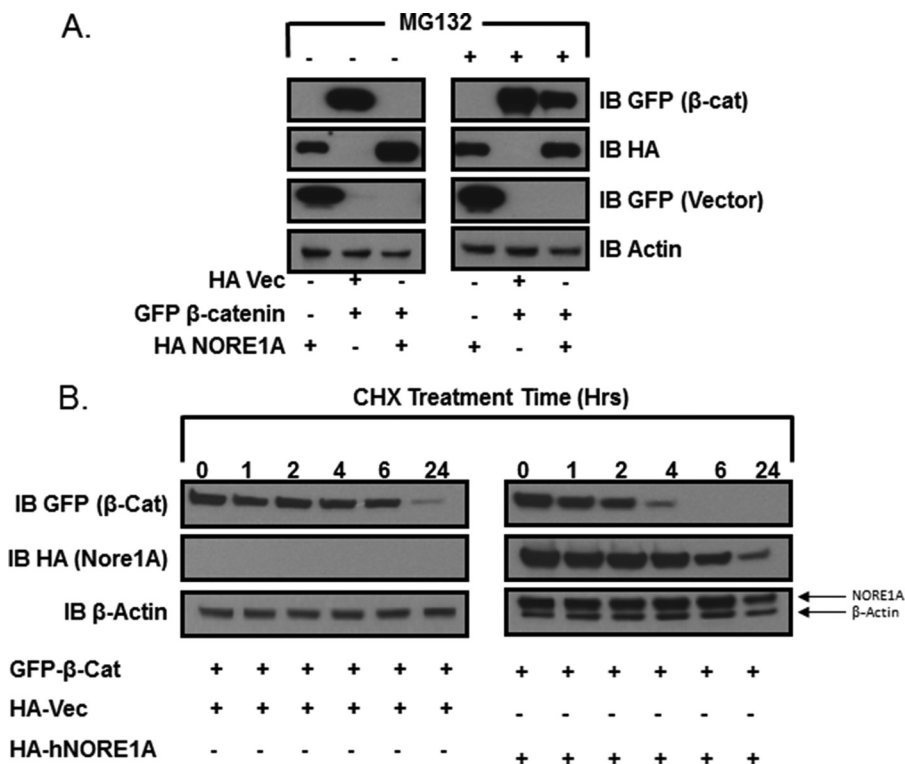 A.
MG132
- - - + + +
IB GFP (β-cat)
IB HA
IB GFP (Vector)
IB Actin
HA Vec - + - - + -
GFP β-catenin - + + - + +
HA NORE1A + - + + - +
B.
CHX Treatment Time (Hrs)
0 1 2 4 6 24 0 1 2 4 6 24
IB GFP (β-Cat)
IB HA (Nore1A)
IB β-Actin
NORE1A
β-Actin
GFP-β-Cat + + + + + + + + + + + +
HA-Vec + + + + + + - - - - - -
HA-hNORE1A - - - - - - + + + + + +